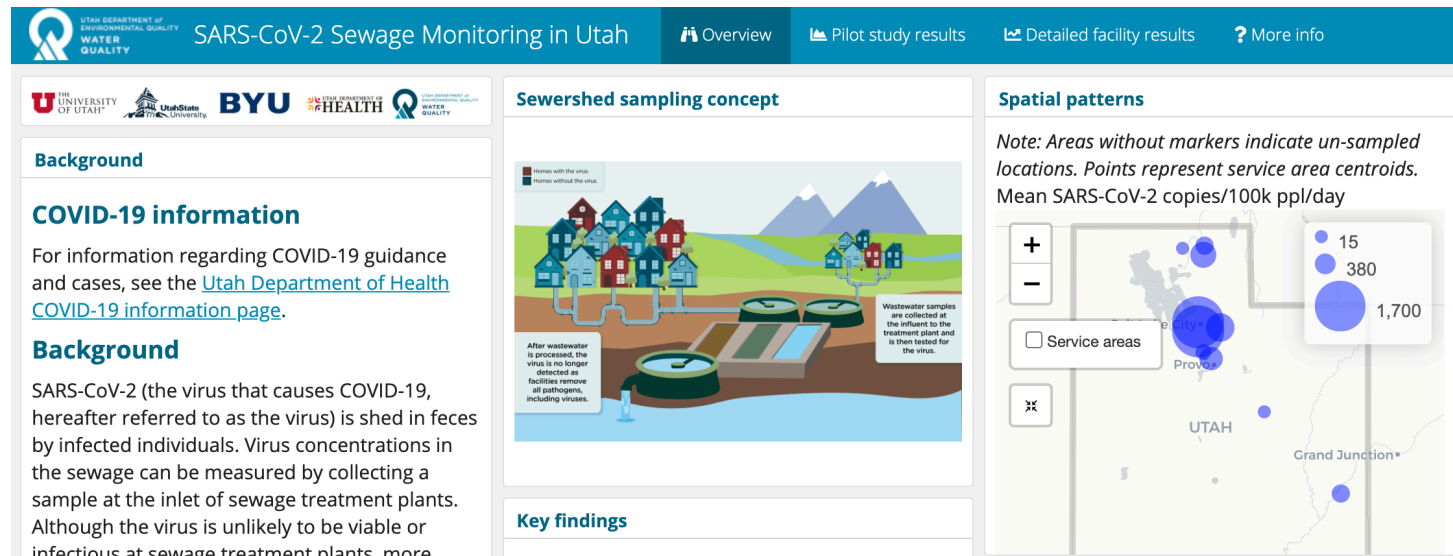 UTAH DEPARTMENT of
ENVIRONMENTAL QUALITY
WATER
QUALITY
SARS-CoV-2 Sewage Monitoring in Utah
Overview
Pilot study results
Detailed facility results
? More info
U THE
UNIVERSITY
OF UTAH®
UtahState
University.
BYU
UTAH DEPARTMENT OF
HEALTH
UTAH DEPARTMENT of
ENVIRONMENTAL QUALITY
WATER
QUALITY
Background
COVID-19 information
For information regarding COVID-19 guidance
and cases, see the Utah Department of Health
COVID-19 information page.
Background
SARS-CoV-2 (the virus that causes COVID-19,
hereafter referred to as the virus) is shed in feces
by infected individuals. Virus concentrations in
the sewage can be measured by collecting a
sample at the inlet of sewage treatment plants.
Although the virus is unlikely to be viable or
infectious at sewage treatment plants, more
Sewershed sampling concept
Homes with the virus.
Homes without the virus.
After wastewater
is processed, the
virus is no longer
detected as
facilities remove
all pathogens,
including viruses.
Wastewater samples
are collected at
the influent to the
treatment plant and
is then tested for
the virus.
Key findings
Spatial patterns
Note: Areas without markers indicate un-sampled
locations. Points represent service area centroids.
Mean SARS-CoV-2 copies/100k ppl/day
+
−
Service areas
15
380
1,700
City
Provo
UTAH
Grand Junction